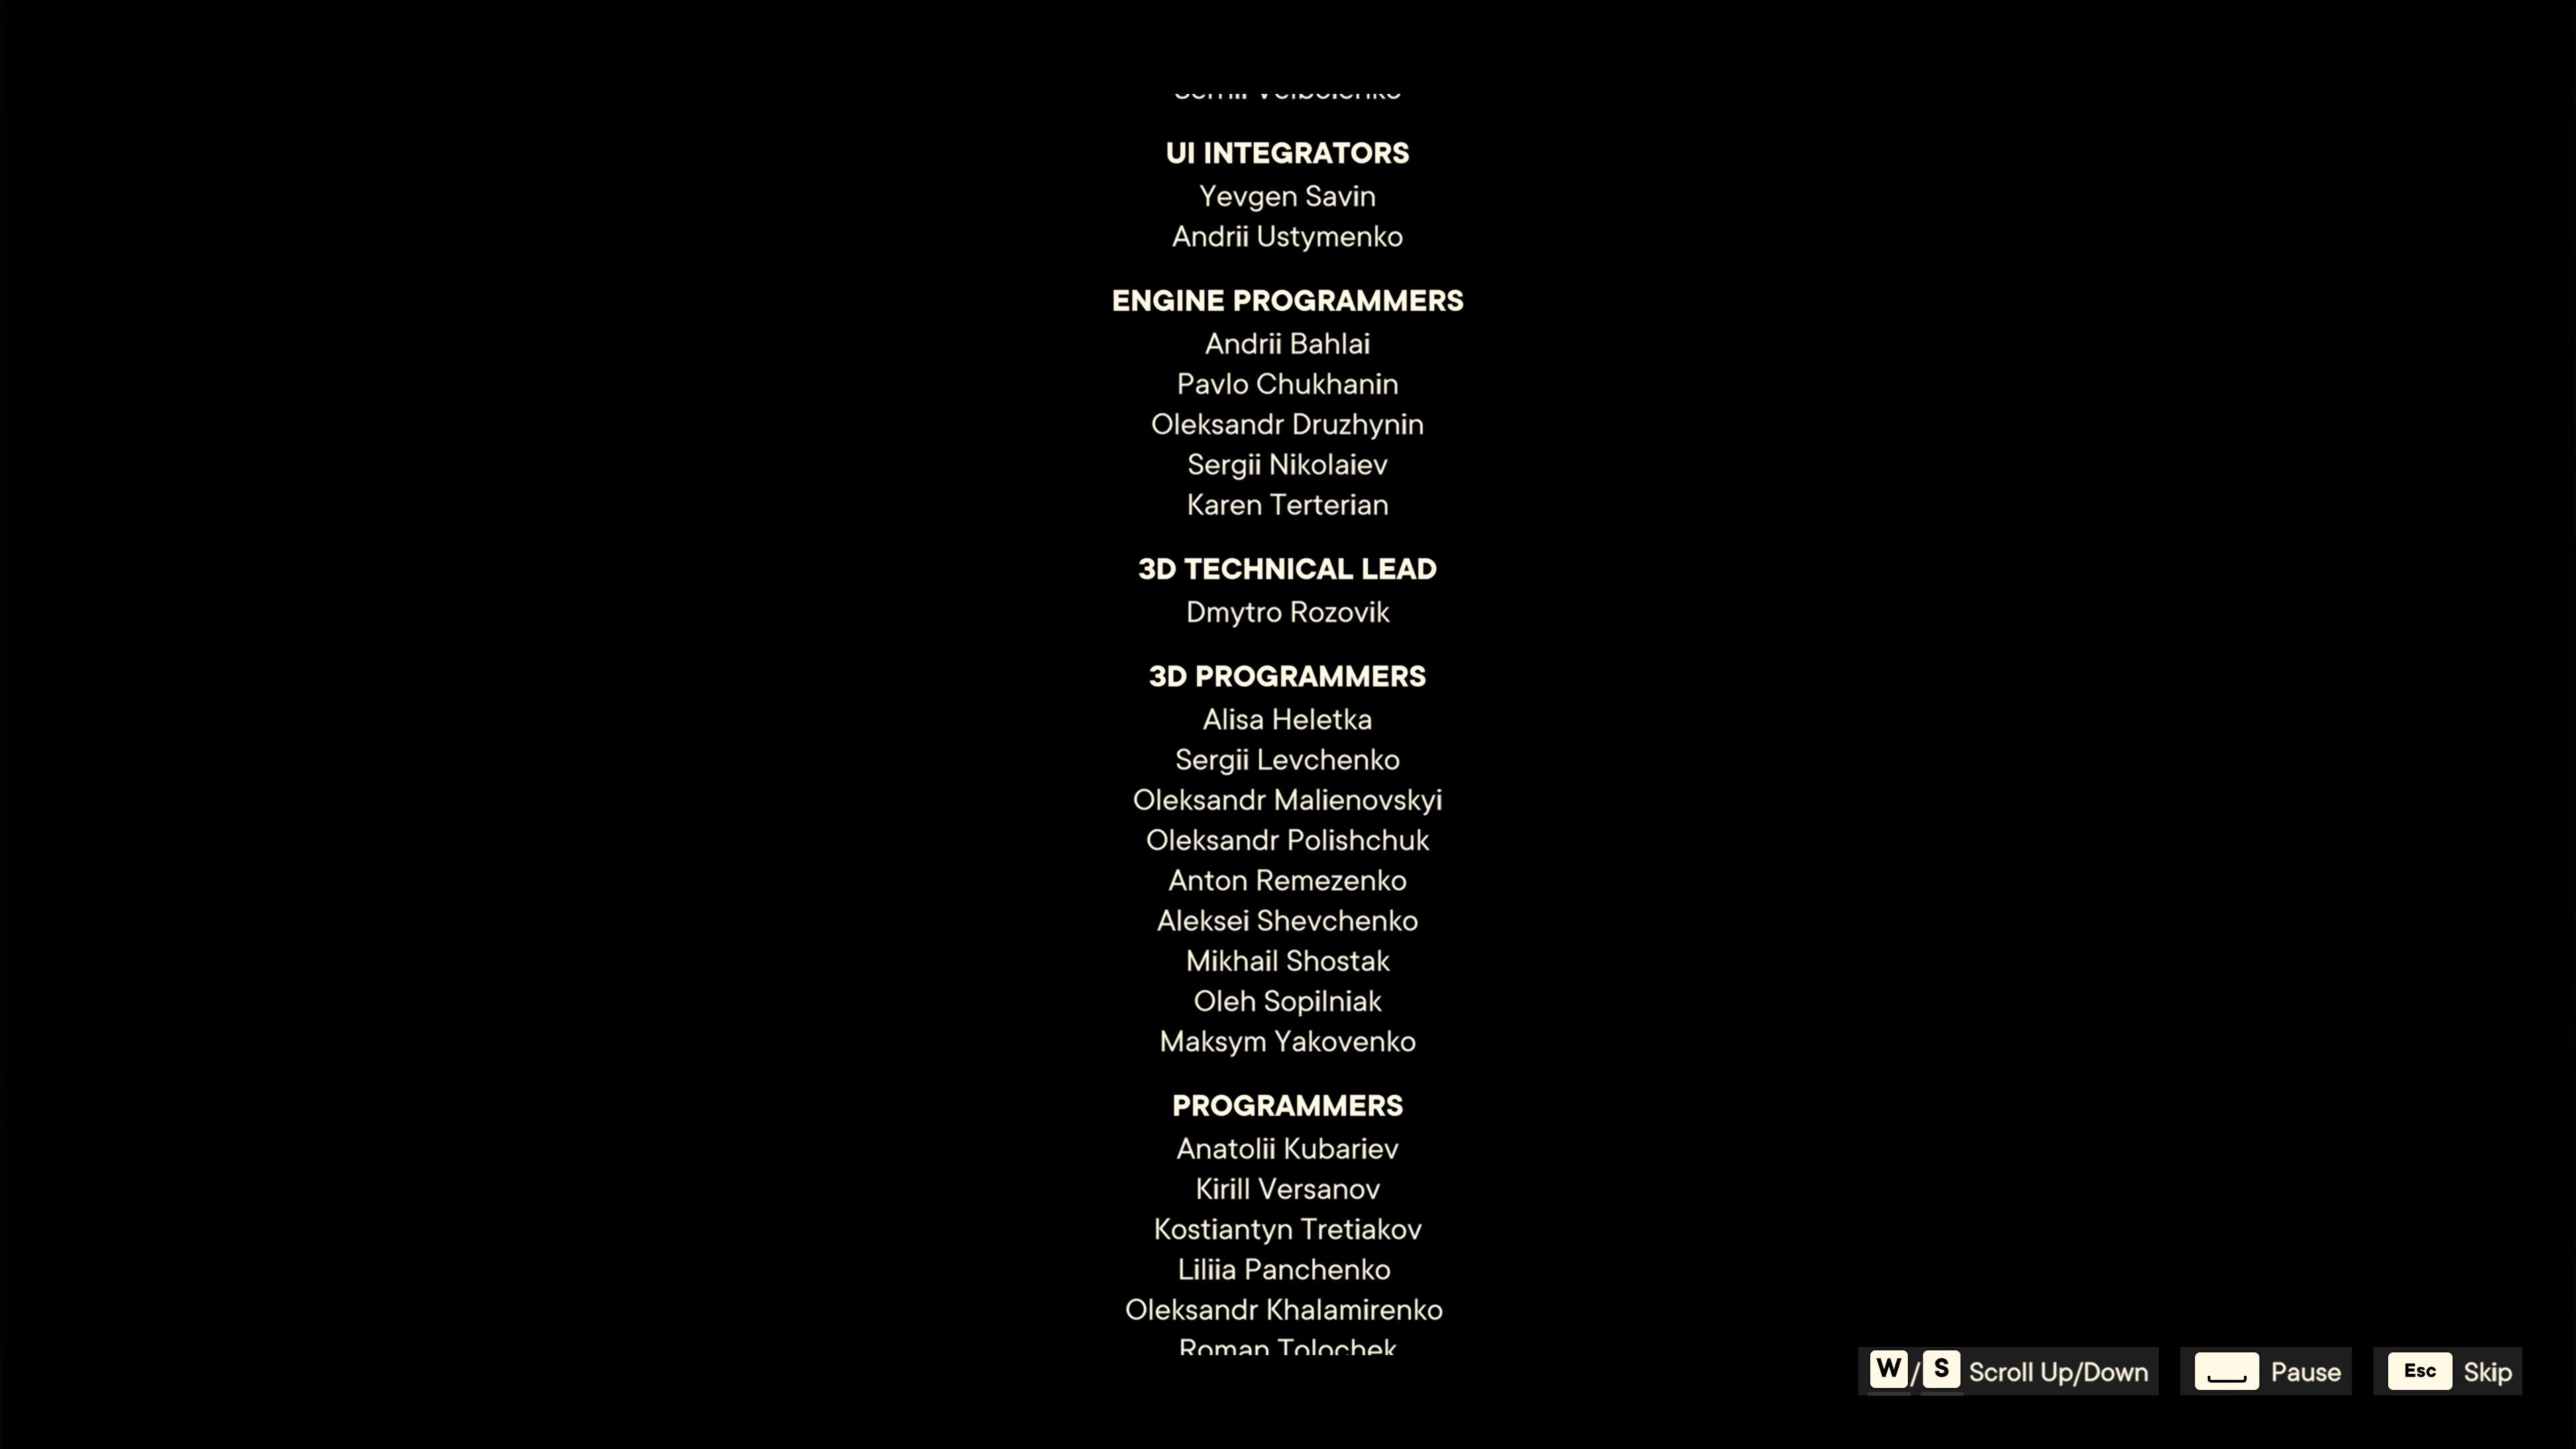 UI INTEGRATORS
Yevgen Savin
Andrii Ustymenko
ENGINE PROGRAMMERS
Andrii Bahlai
Pavlo Chukhanin
Oleksandr Druzhynin
Sergii Nikolaiev
Karen Terterian
3D TECHNICAL LEAD
Dmytro Rozovik
3D PROGRAMMERS
Alisa Heletka
Sergii Levchenko
Oleksandr Malienovskyi
Oleksandr Polishchuk
Anton Remezenko
Aleksei Shevchenko
Mikhail Shostak
Oleh Sopilniak
Maksym Yakovenko
PROGRAMMERS
Anatolii Kubariev
Kirill Versanov
Kostiantyn Tretiakov
Liliia Panchenko
Oleksandr Khalamirenko
Roman Tolochek
W/S Scroll Up/Down Pause Esc Skip